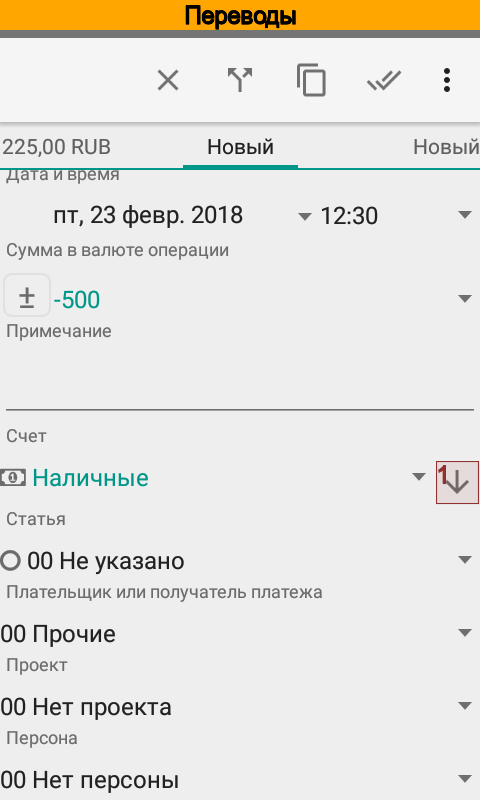 Переводы
225,00 RUB Новый Новый
Дата и время
пт, 23 февр. 2018 12:30
Сумма в валюте операции
± -500
Примечание
Счет
Наличные 1
Статья
00 Не указано
Плательщик или получатель платежа
00 Прочие
Проект
00 Нет проекта
Персона
00 Нет персоны